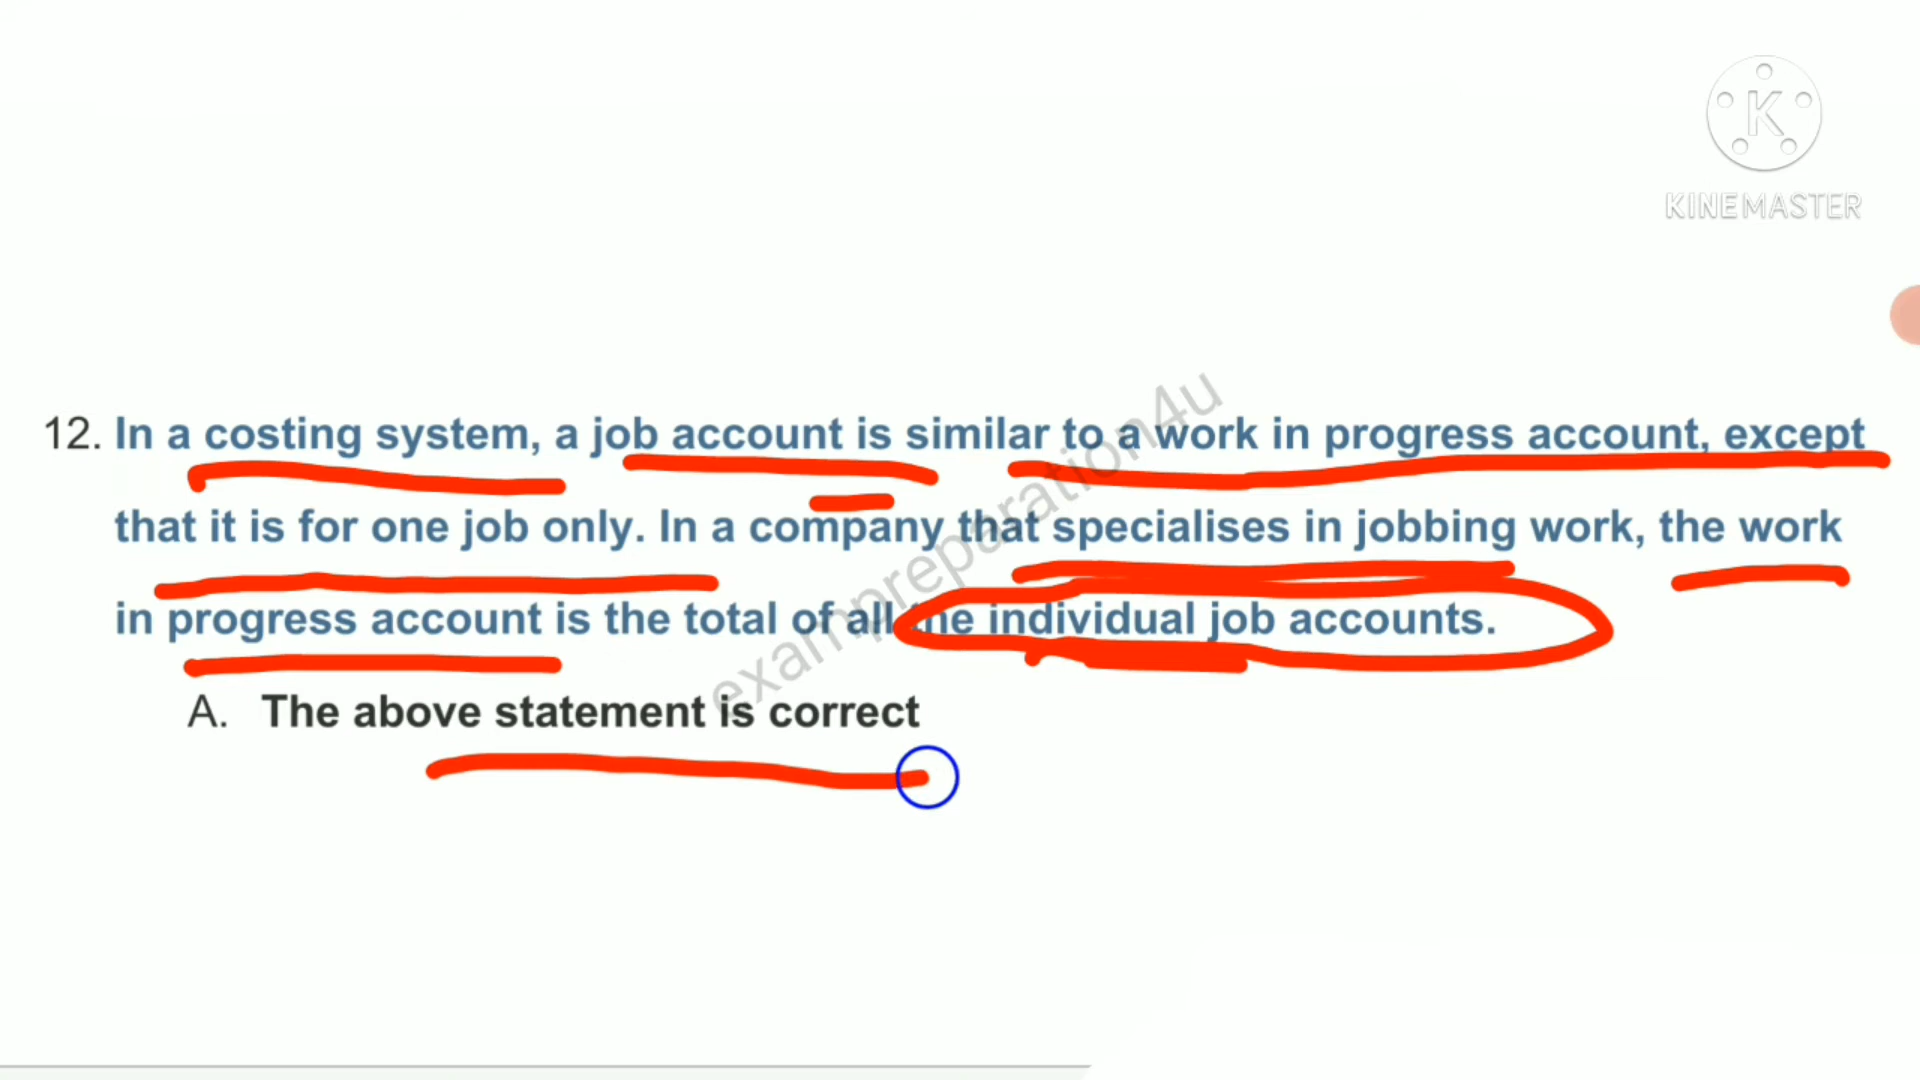 K
KINEMASTER
12. In a costing system, a job account is similar to a work in progress account, except
that it is for one job only. In a company that specialises in jobbing work, the work
in progress account is the total of all the individual job accounts.
A. The above statement is correct
exampreparation4u